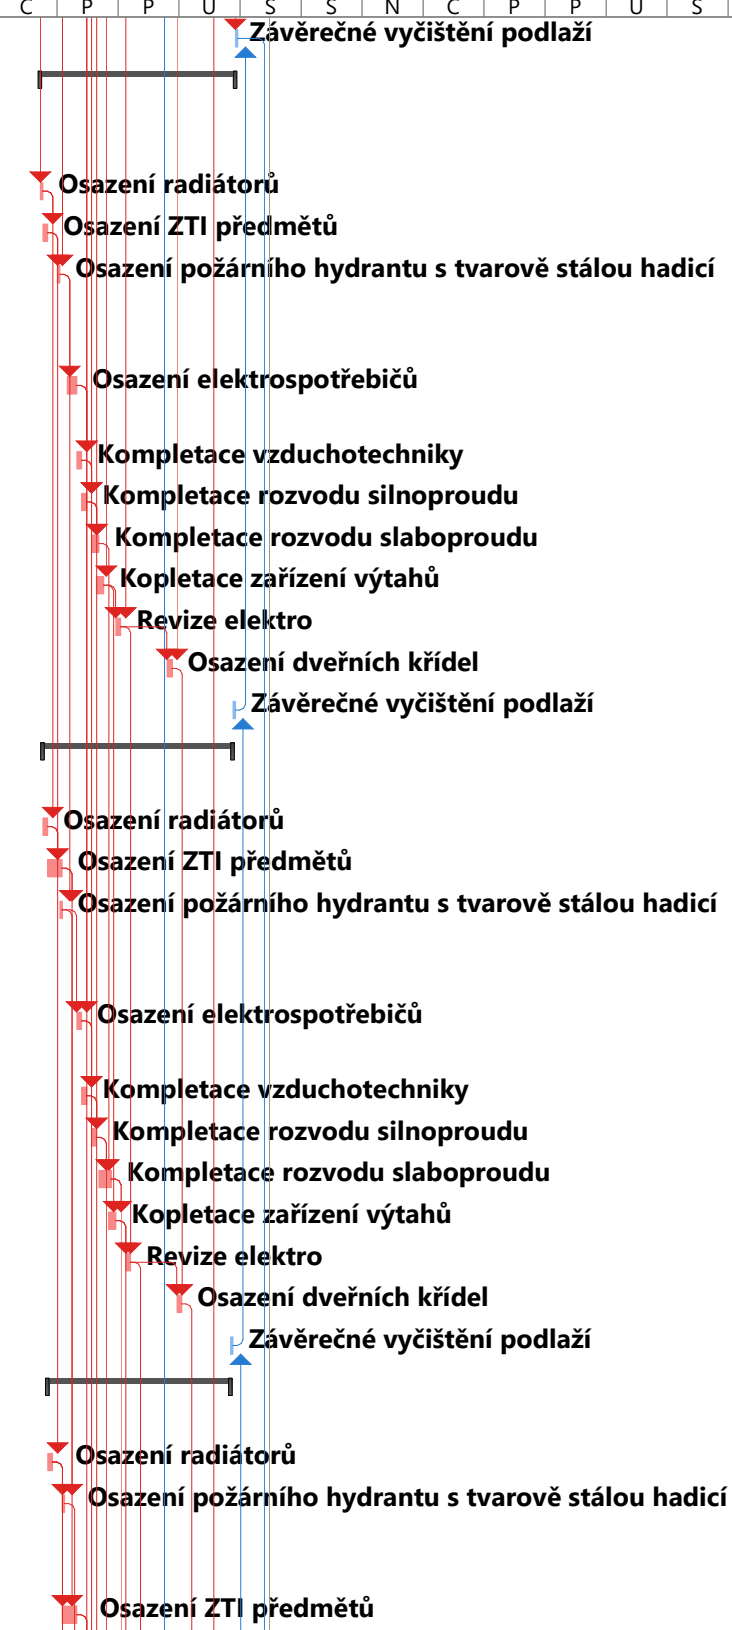 C P P U S S N C P P U S
Závěrečné vyčištění podlaží
Osazení radiátorů
Osazení ZTI předmětů
Osazení požárního hydrantu s tvarově stálou hadicí
Osazení elektrospotřebičů
Kompletace vzduchotechniky
Kompletace rozvodu silnoproudu
Kompletace rozvodu slaboproudu
Kopletace zařízení výtahů
Revize elektro
Osazení dveřních křídel
Závěrečné vyčištění podlaží
Osazení radiátorů
Osazení ZTI předmětů
Osazení požárního hydrantu s tvarově stálou hadicí
Osazení elektrospotřebičů
Kompletace vzduchotechniky
Kompletace rozvodu silnoproudu
Kompletace rozvodu slaboproudu
Kopletace zařízení výtahů
Revize elektro
Osazení dveřních křídel
Závěrečné vyčištění podlaží
Osazení radiátorů
Osazení požárního hydrantu s tvarově stálou hadicí
Osazení ZTI předmětů